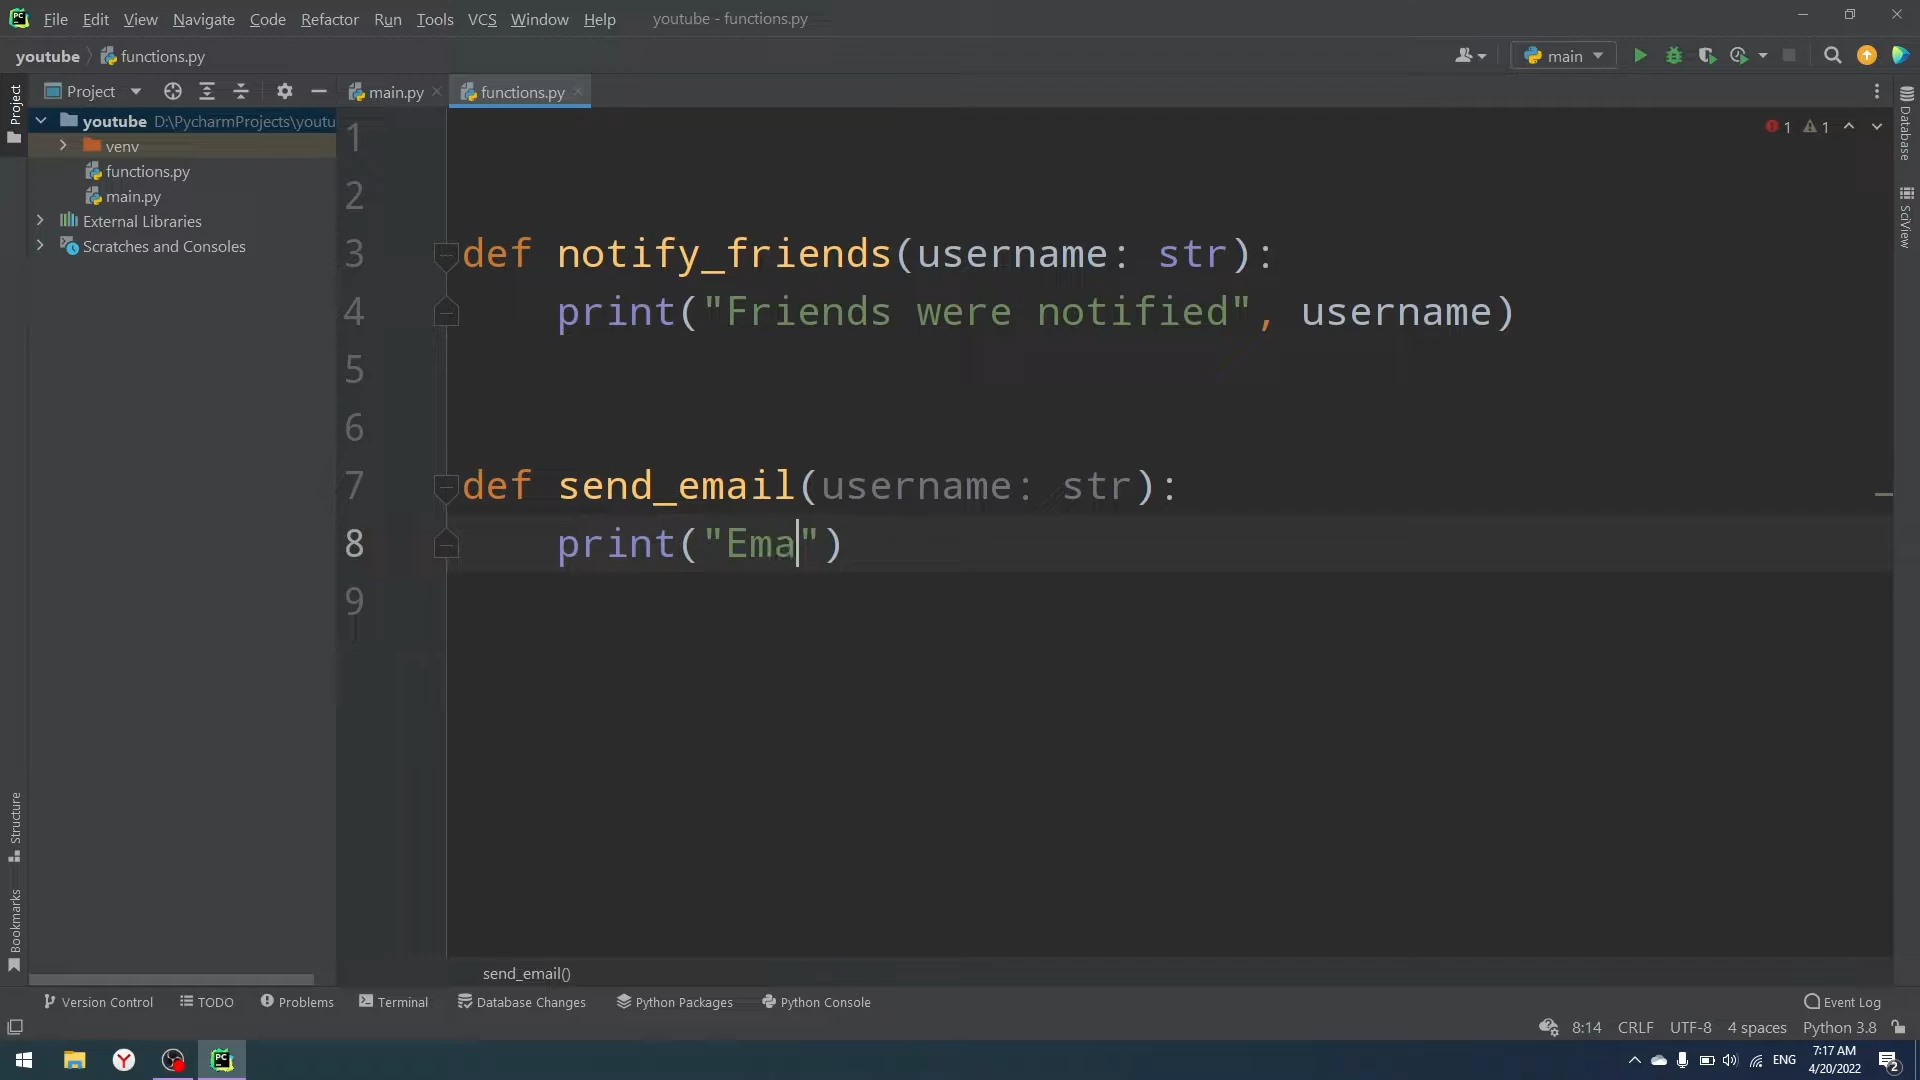 PC File Edit View Navigate Code Refactor Run Tools VCS Window Help youtube - functions.py
youtube functions.py main
Project main.py functions.py
Project
youtube D:\PycharmProjects\youtu
venv
functions.py
main.py
External Libraries
Scratches and Consoles
1
2
3 def notify_friends(username: str):
4 print("Friends were notified", username)
5
6
7 def send_email(username: str):
8 print("Ema")
9
1 1
Database
SciView
Structure
Bookmarks
send_email()
Version Control TODO Problems Terminal Database Changes Python Packages Python Console Event Log
8:14 CRLF UTF-8 4 spaces Python 3.8
Y PC ENG 7:17 AM
4/20/2022 2